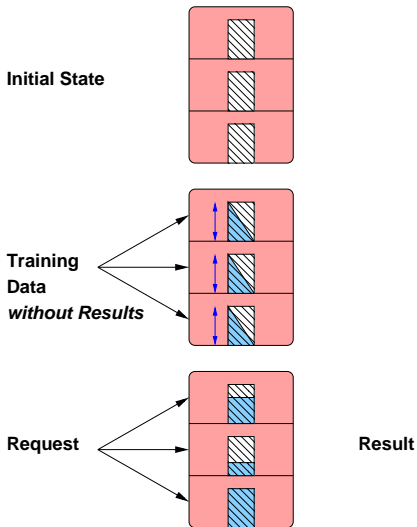 Initial State
Training
Data
without Results
Request
Result